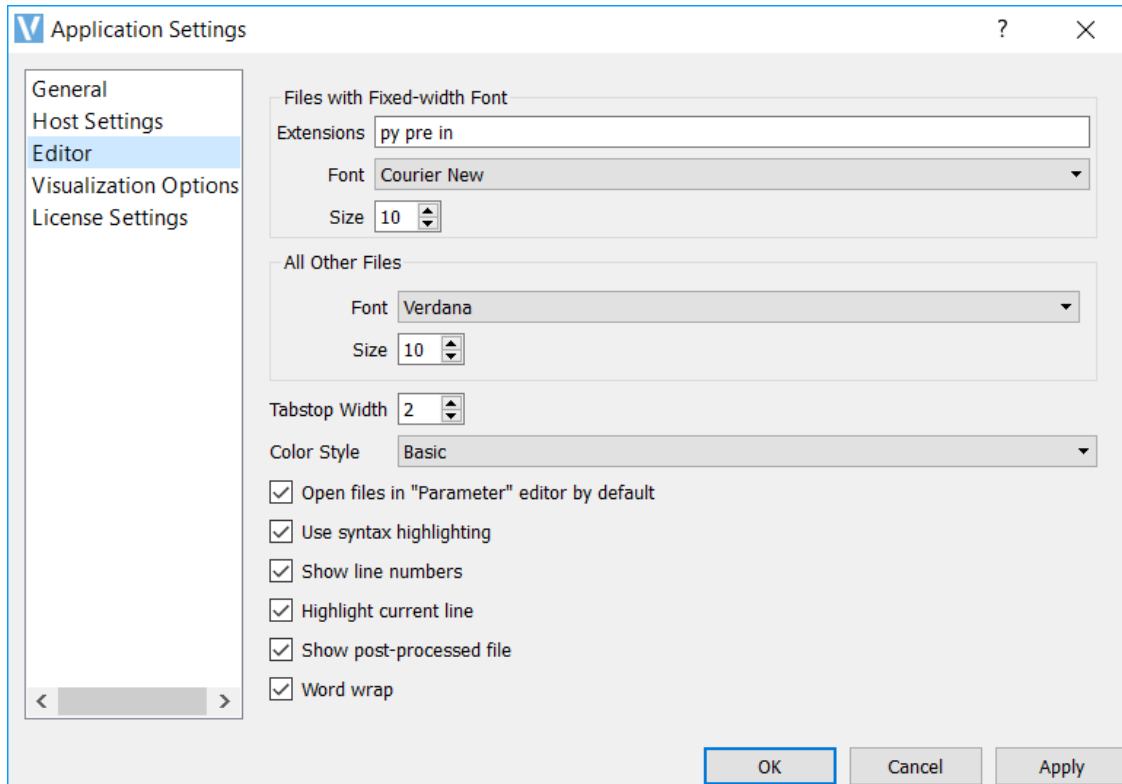 Application Settings
?
General
Host Settings
Editor
Visualization Options
License Settings
Files with Fixed-width Font
Extensions py pre in
Font Courier New
Size 10
All Other Files
Font Verdana
Size 10
Tabstop Width 2
Color Style Basic
Open files in "Parameter" editor by default
Use syntax highlighting
Show line numbers
Highlight current line
Show post-processed file
Word wrap
OK Cancel Apply